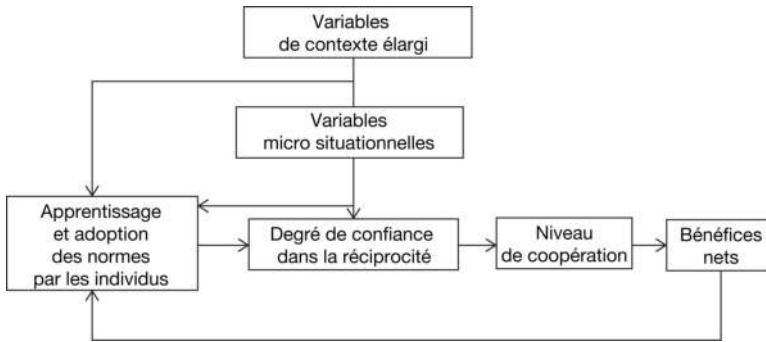 Variables
de contexte élargi
Variables
micro situationnelles
Apprentissage
et adoption
des normes
par les individus
Degré de confiance
dans la réciprocité
Niveau
de coopération
Bénéfices
nets